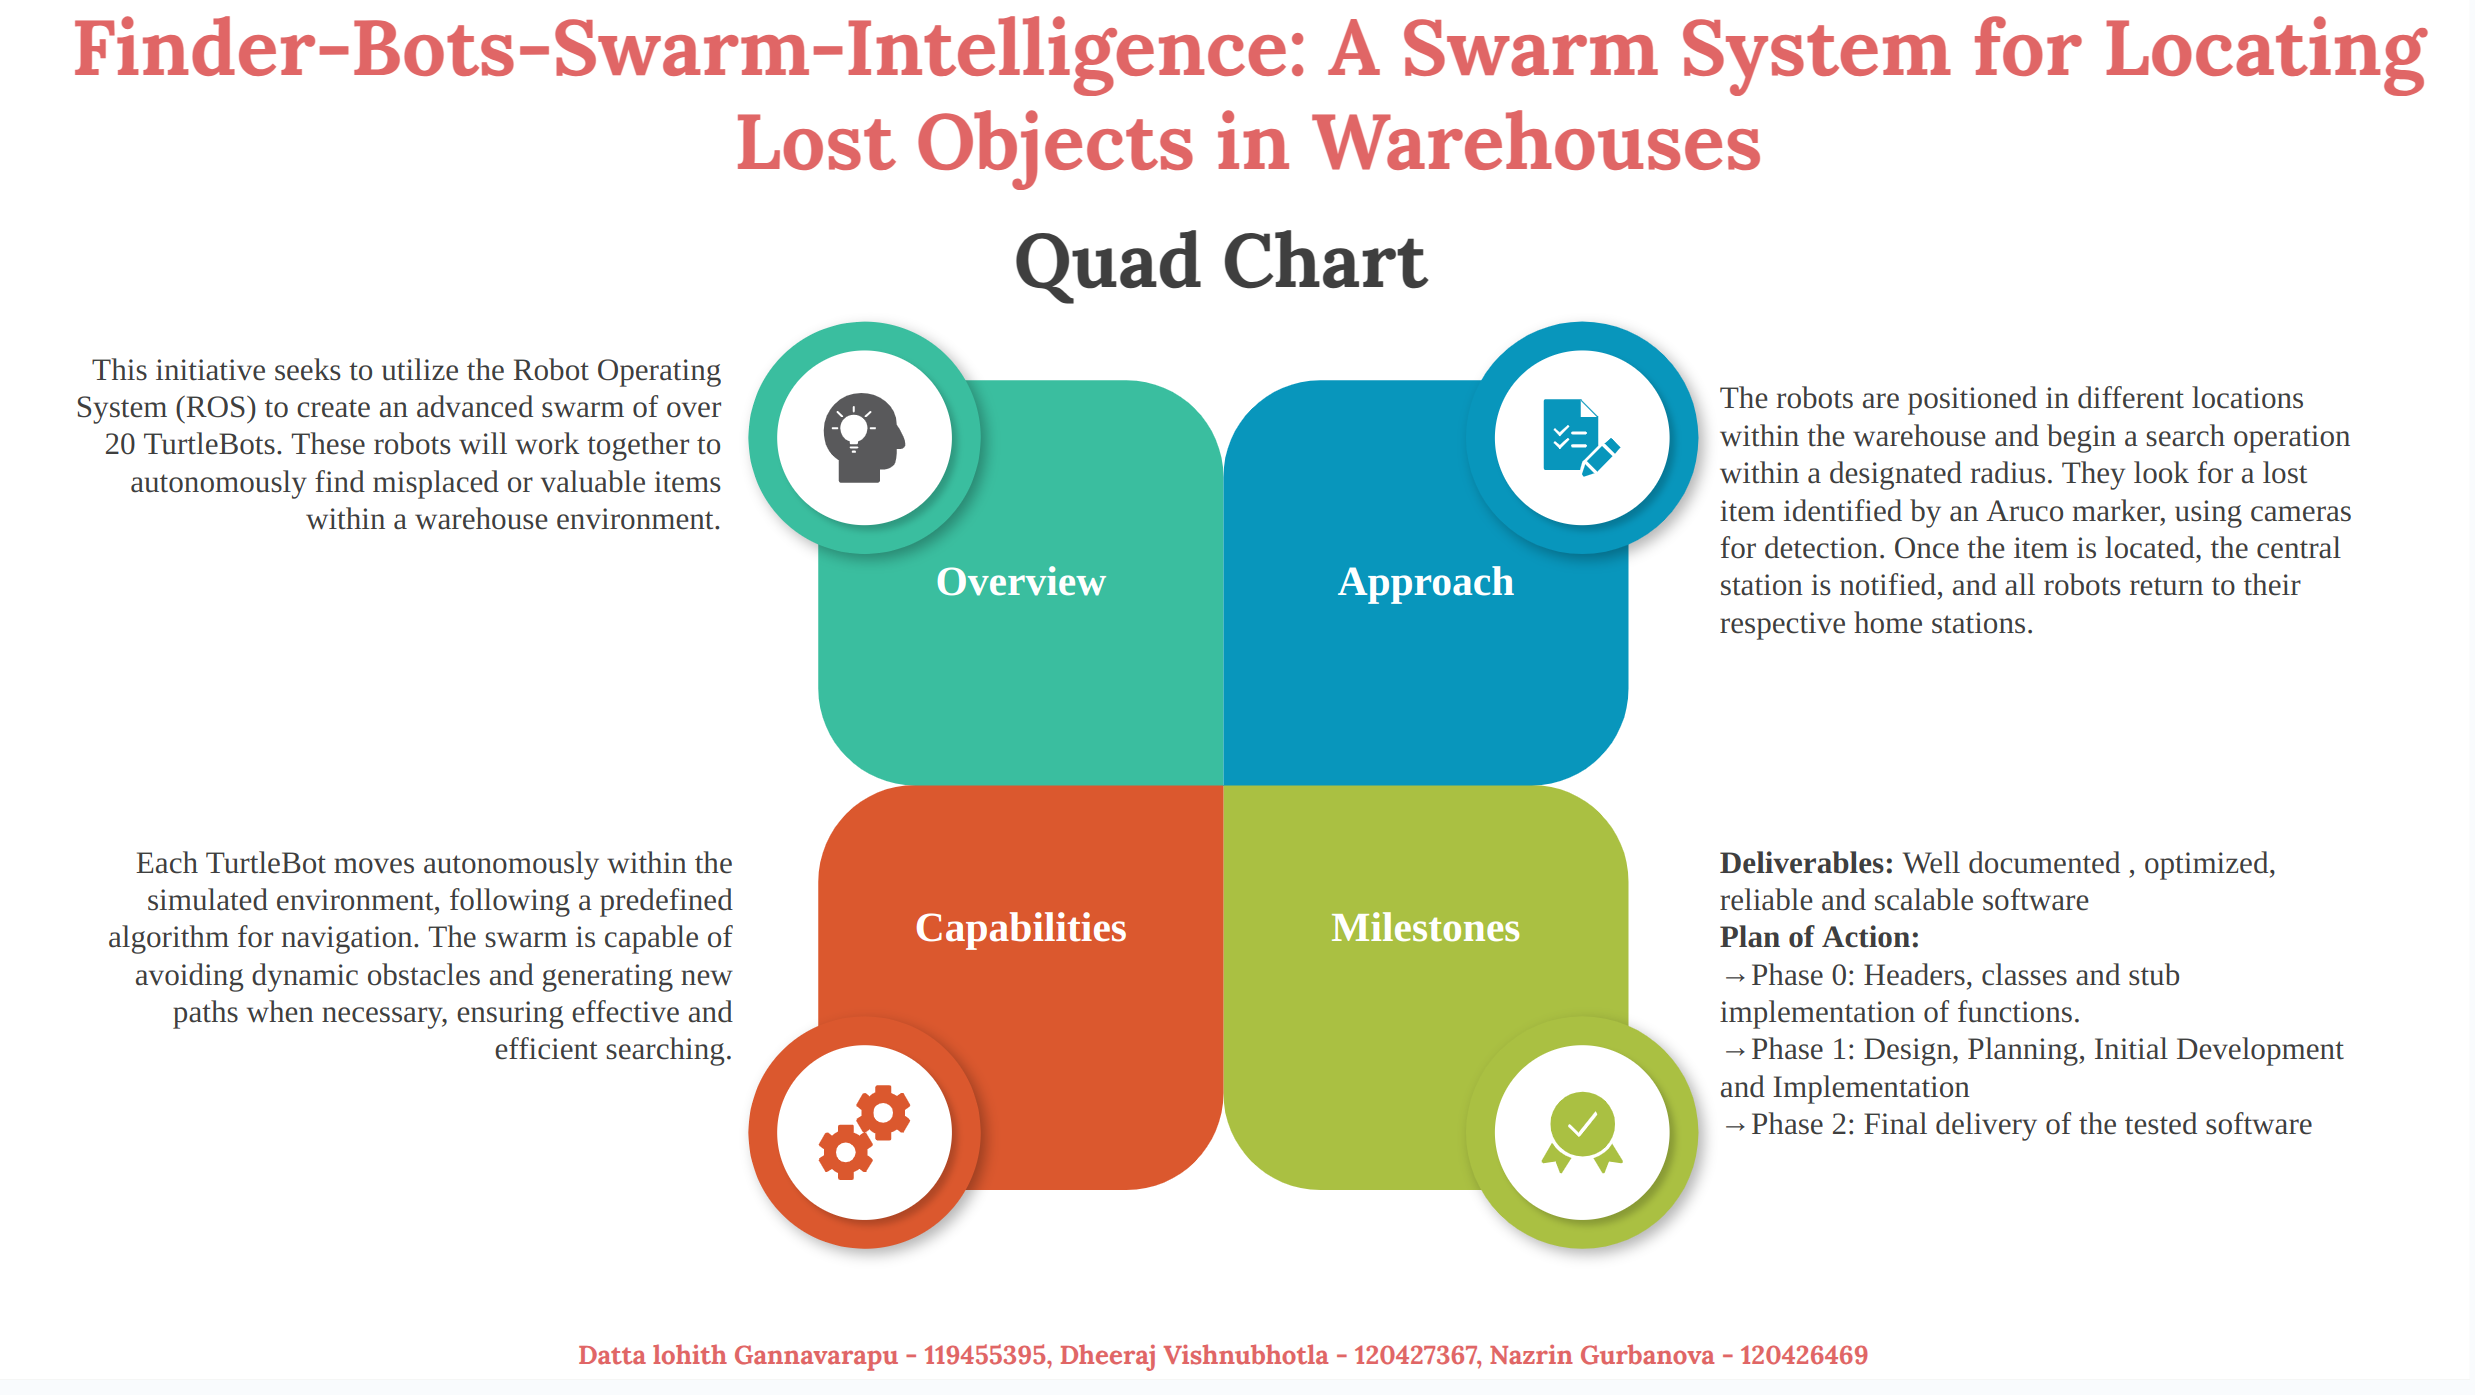 Finder-Bots-Swarm-Intelligence: A Swarm System for Locating
Lost Objects in Warehouses
Quad Chart
This initiative seeks to utilize the Robot Operating
System (ROS) to create an advanced swarm of over
20 TurtleBots. These robots will work together to
autonomously find misplaced or valuable items
within a warehouse environment.
Overview
Approach
The robots are positioned in different locations
within the warehouse and begin a search operation
within a designated radius. They look for a lost
item identified by an Aruco marker, using cameras
for detection. Once the item is located, the central
station is notified, and all robots return to their
respective home stations.
Each TurtleBot moves autonomously within the
simulated environment, following a predefined
algorithm for navigation. The swarm is capable of
avoiding dynamic obstacles and generating new
paths when necessary, ensuring effective and
efficient searching.
Capabilities
Milestones
Deliverables: Well documented , optimized,
reliable and scalable software
Plan of Action:
→Phase 0: Headers, classes and stub
implementation of functions.
→Phase 1: Design, Planning, Initial Development
and Implementation
→Phase 2: Final delivery of the tested software
Datta lohith Gannavarapu - 119455395, Dheeraj Vishnubhotla - 120427367, Nazrin Gurbanova - 120426469